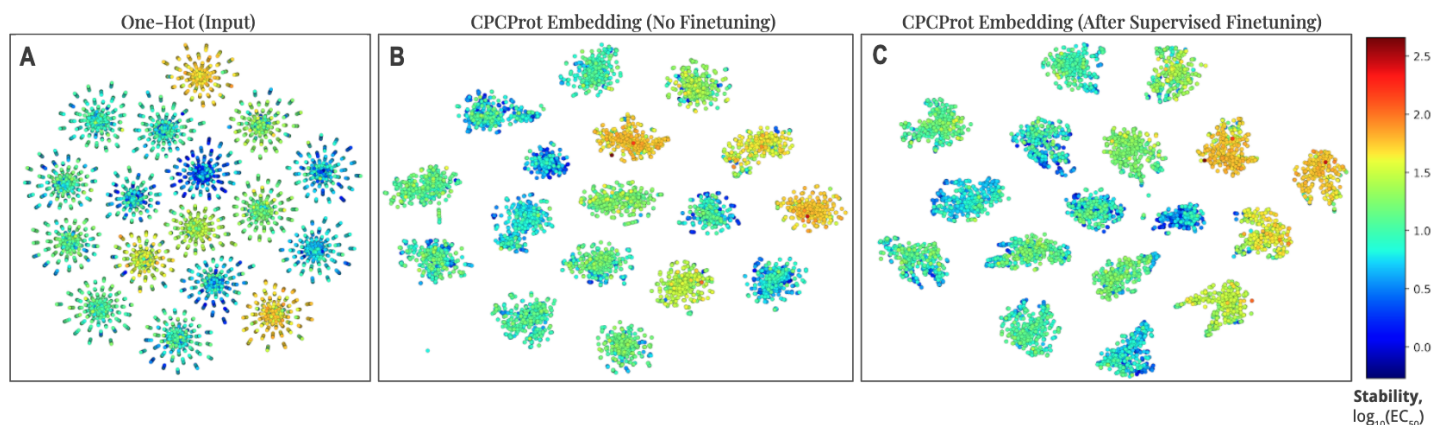 One-Hot (Input)
CPCProt Embedding (No Finetuning)
CPCProt Embedding (After Supervised Finetuning)
A
B
C
2.5
2.0
1.5
1.0
0.5
0.0
Stability,
log₁₀(EC₅₀)